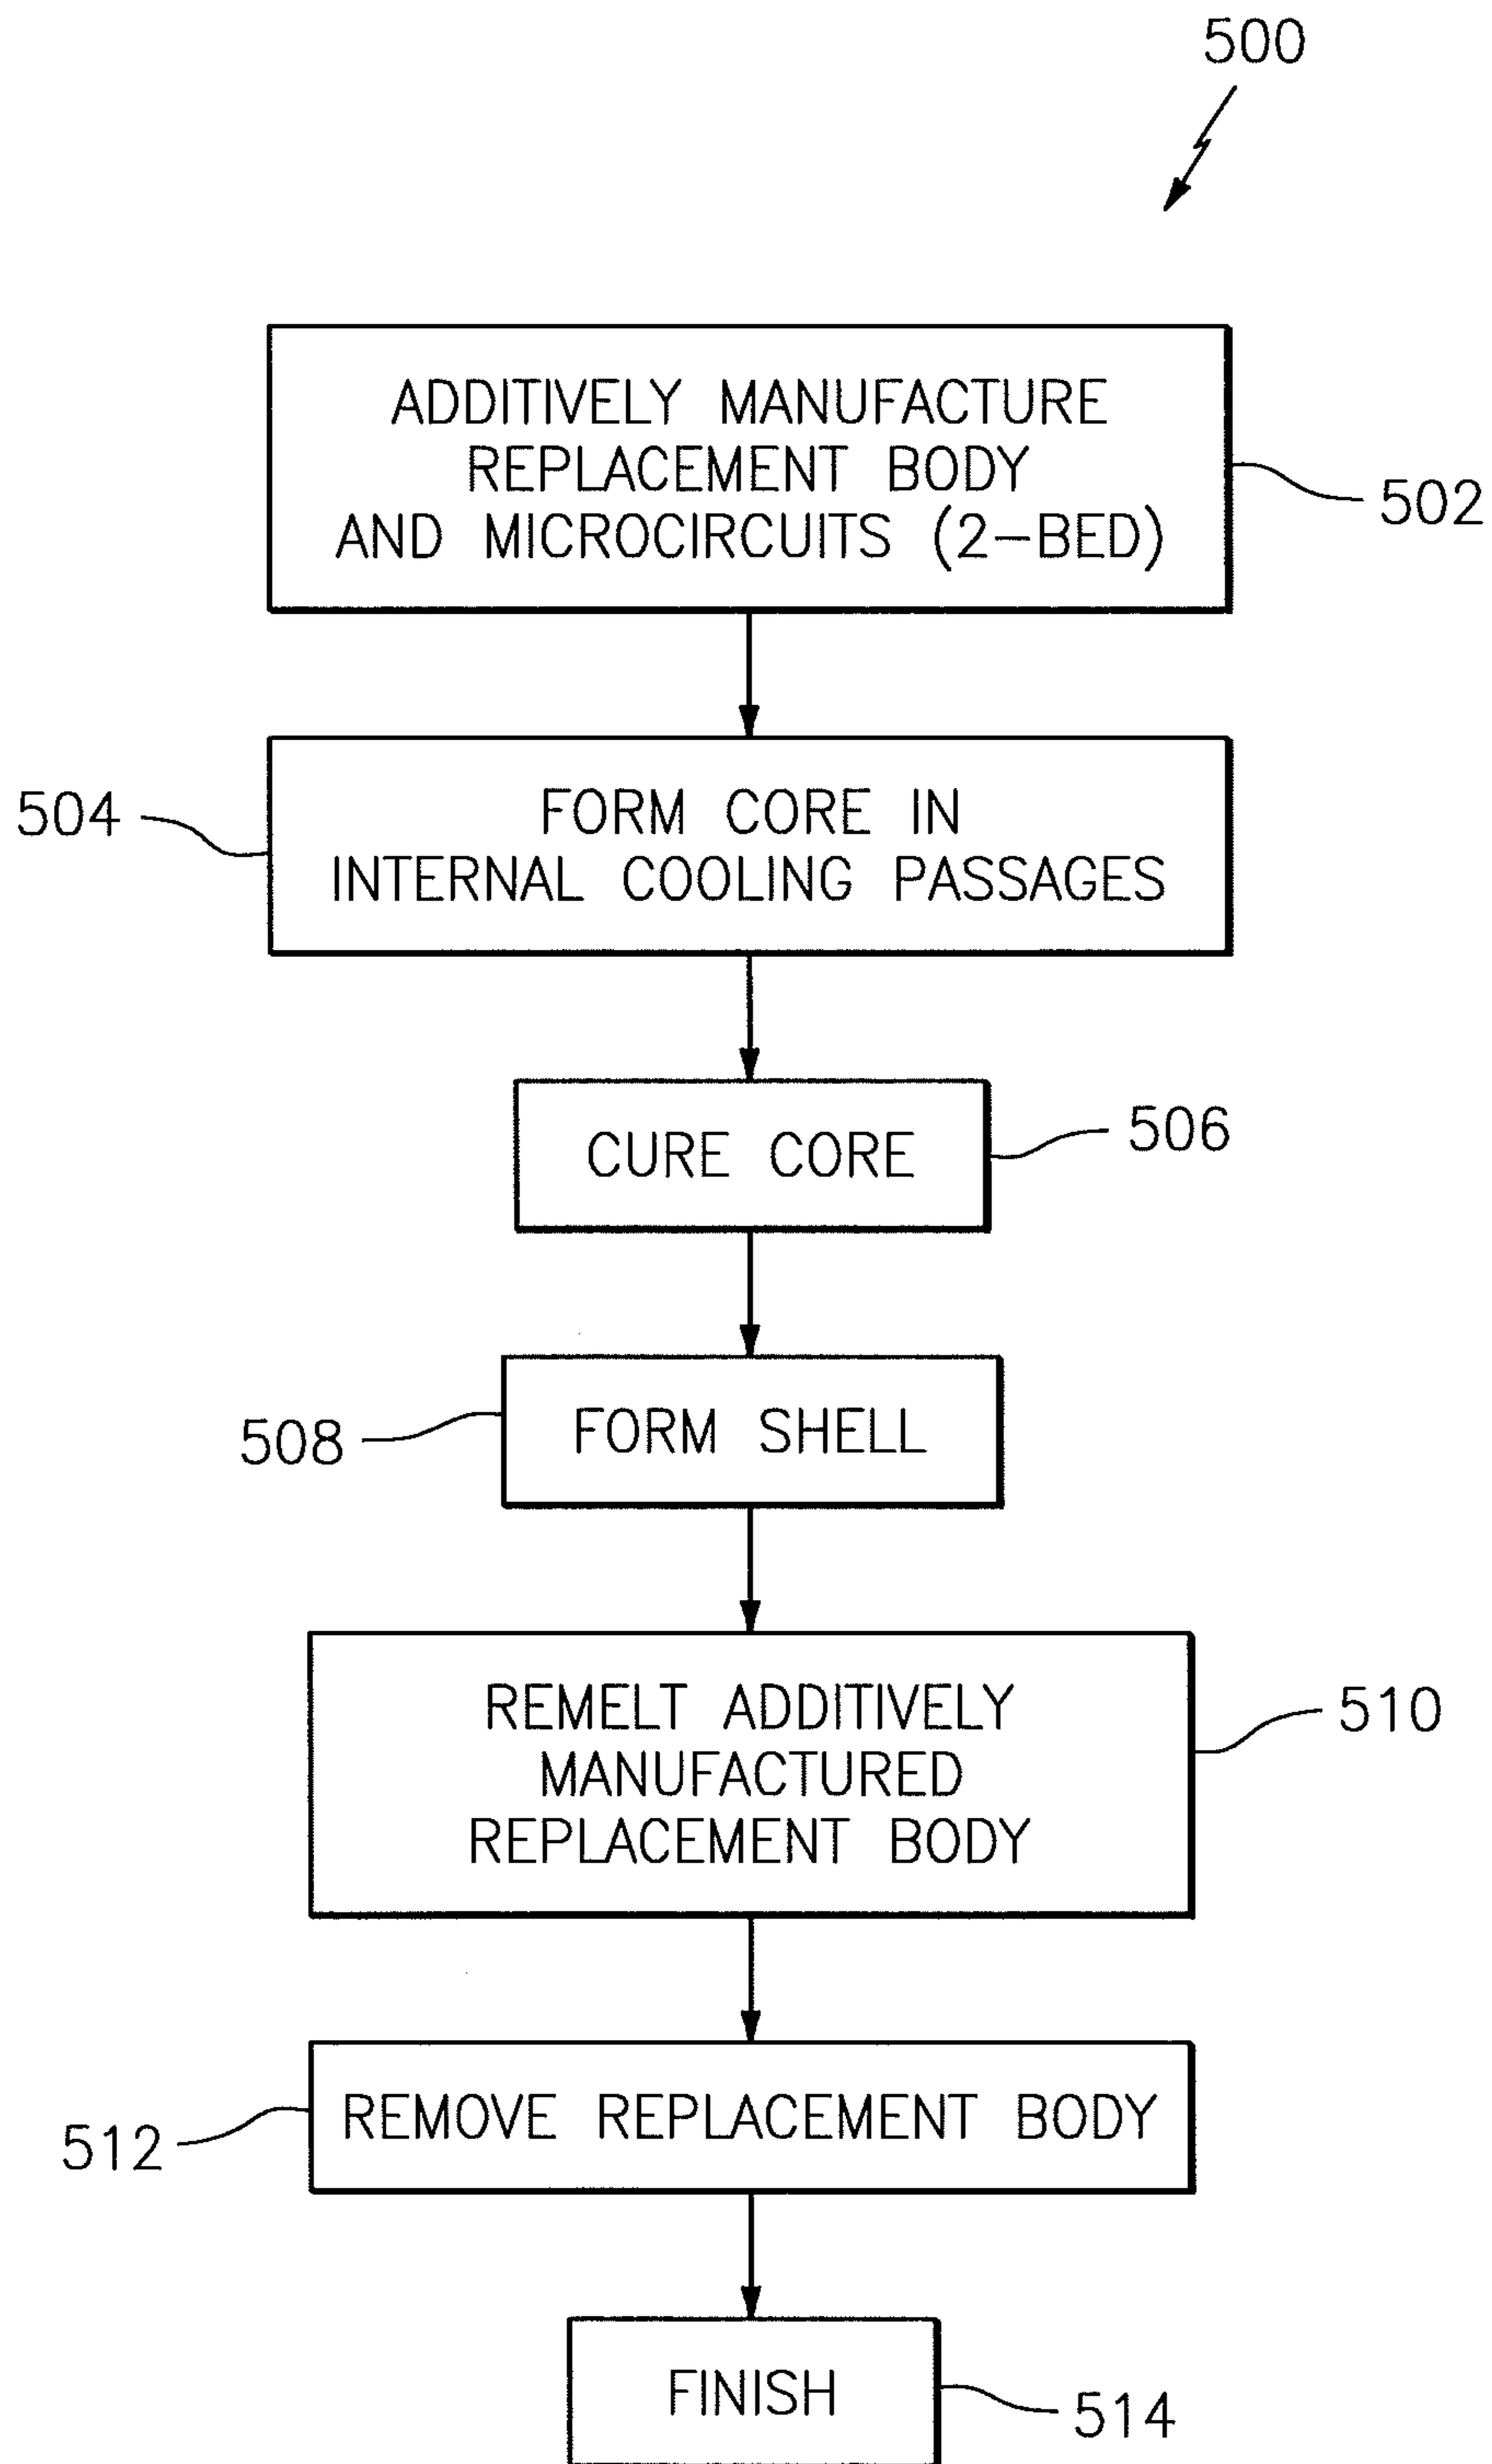 500
ADDITIVELY MANUFACTURE
REPLACEMENT BODY
AND MICROCIRCUITS (2-BED)
502
FORM CORE IN
INTERNAL COOLING PASSAGES
504
CURE CORE
506
FORM SHELL
508
REMELT ADDITIVELY
MANUFACTURED
REPLACEMENT BODY
510
REMOVE REPLACEMENT BODY
512
FINISH
514